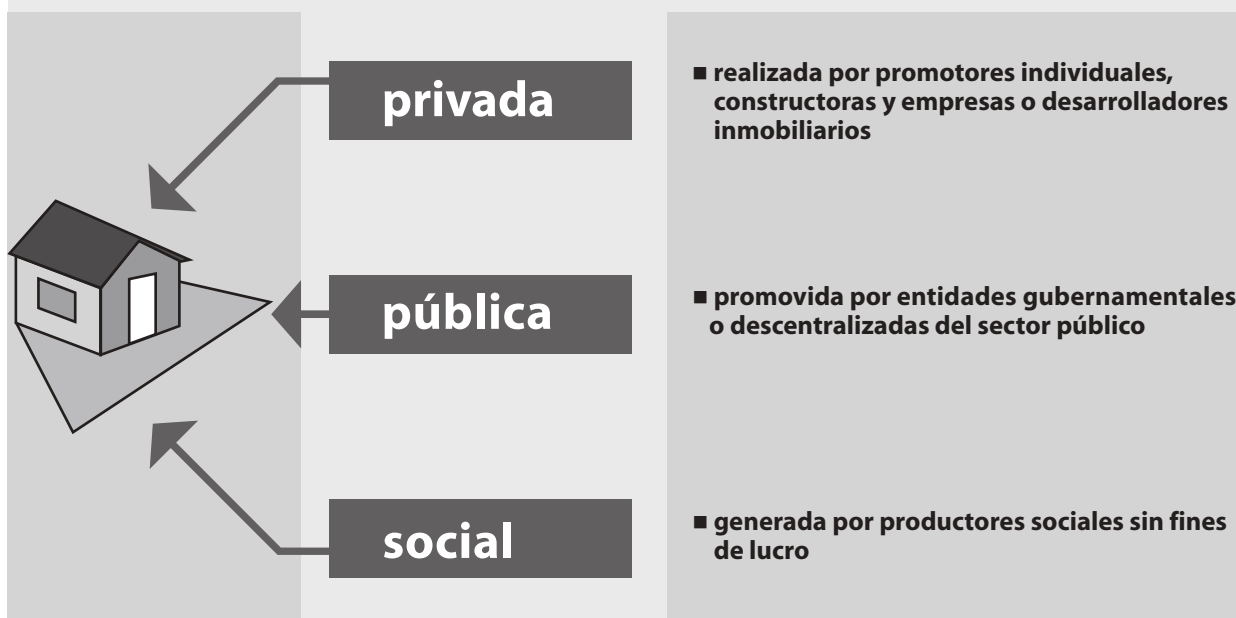 privada
■ realizada por promotores individuales,
constructoras y empresas o desarrolladores
inmobiliarios
pública
■ promovida por entidades gubernamentales
o descentralizadas del sector público
social
■ generada por productores sociales sin fines
de lucro